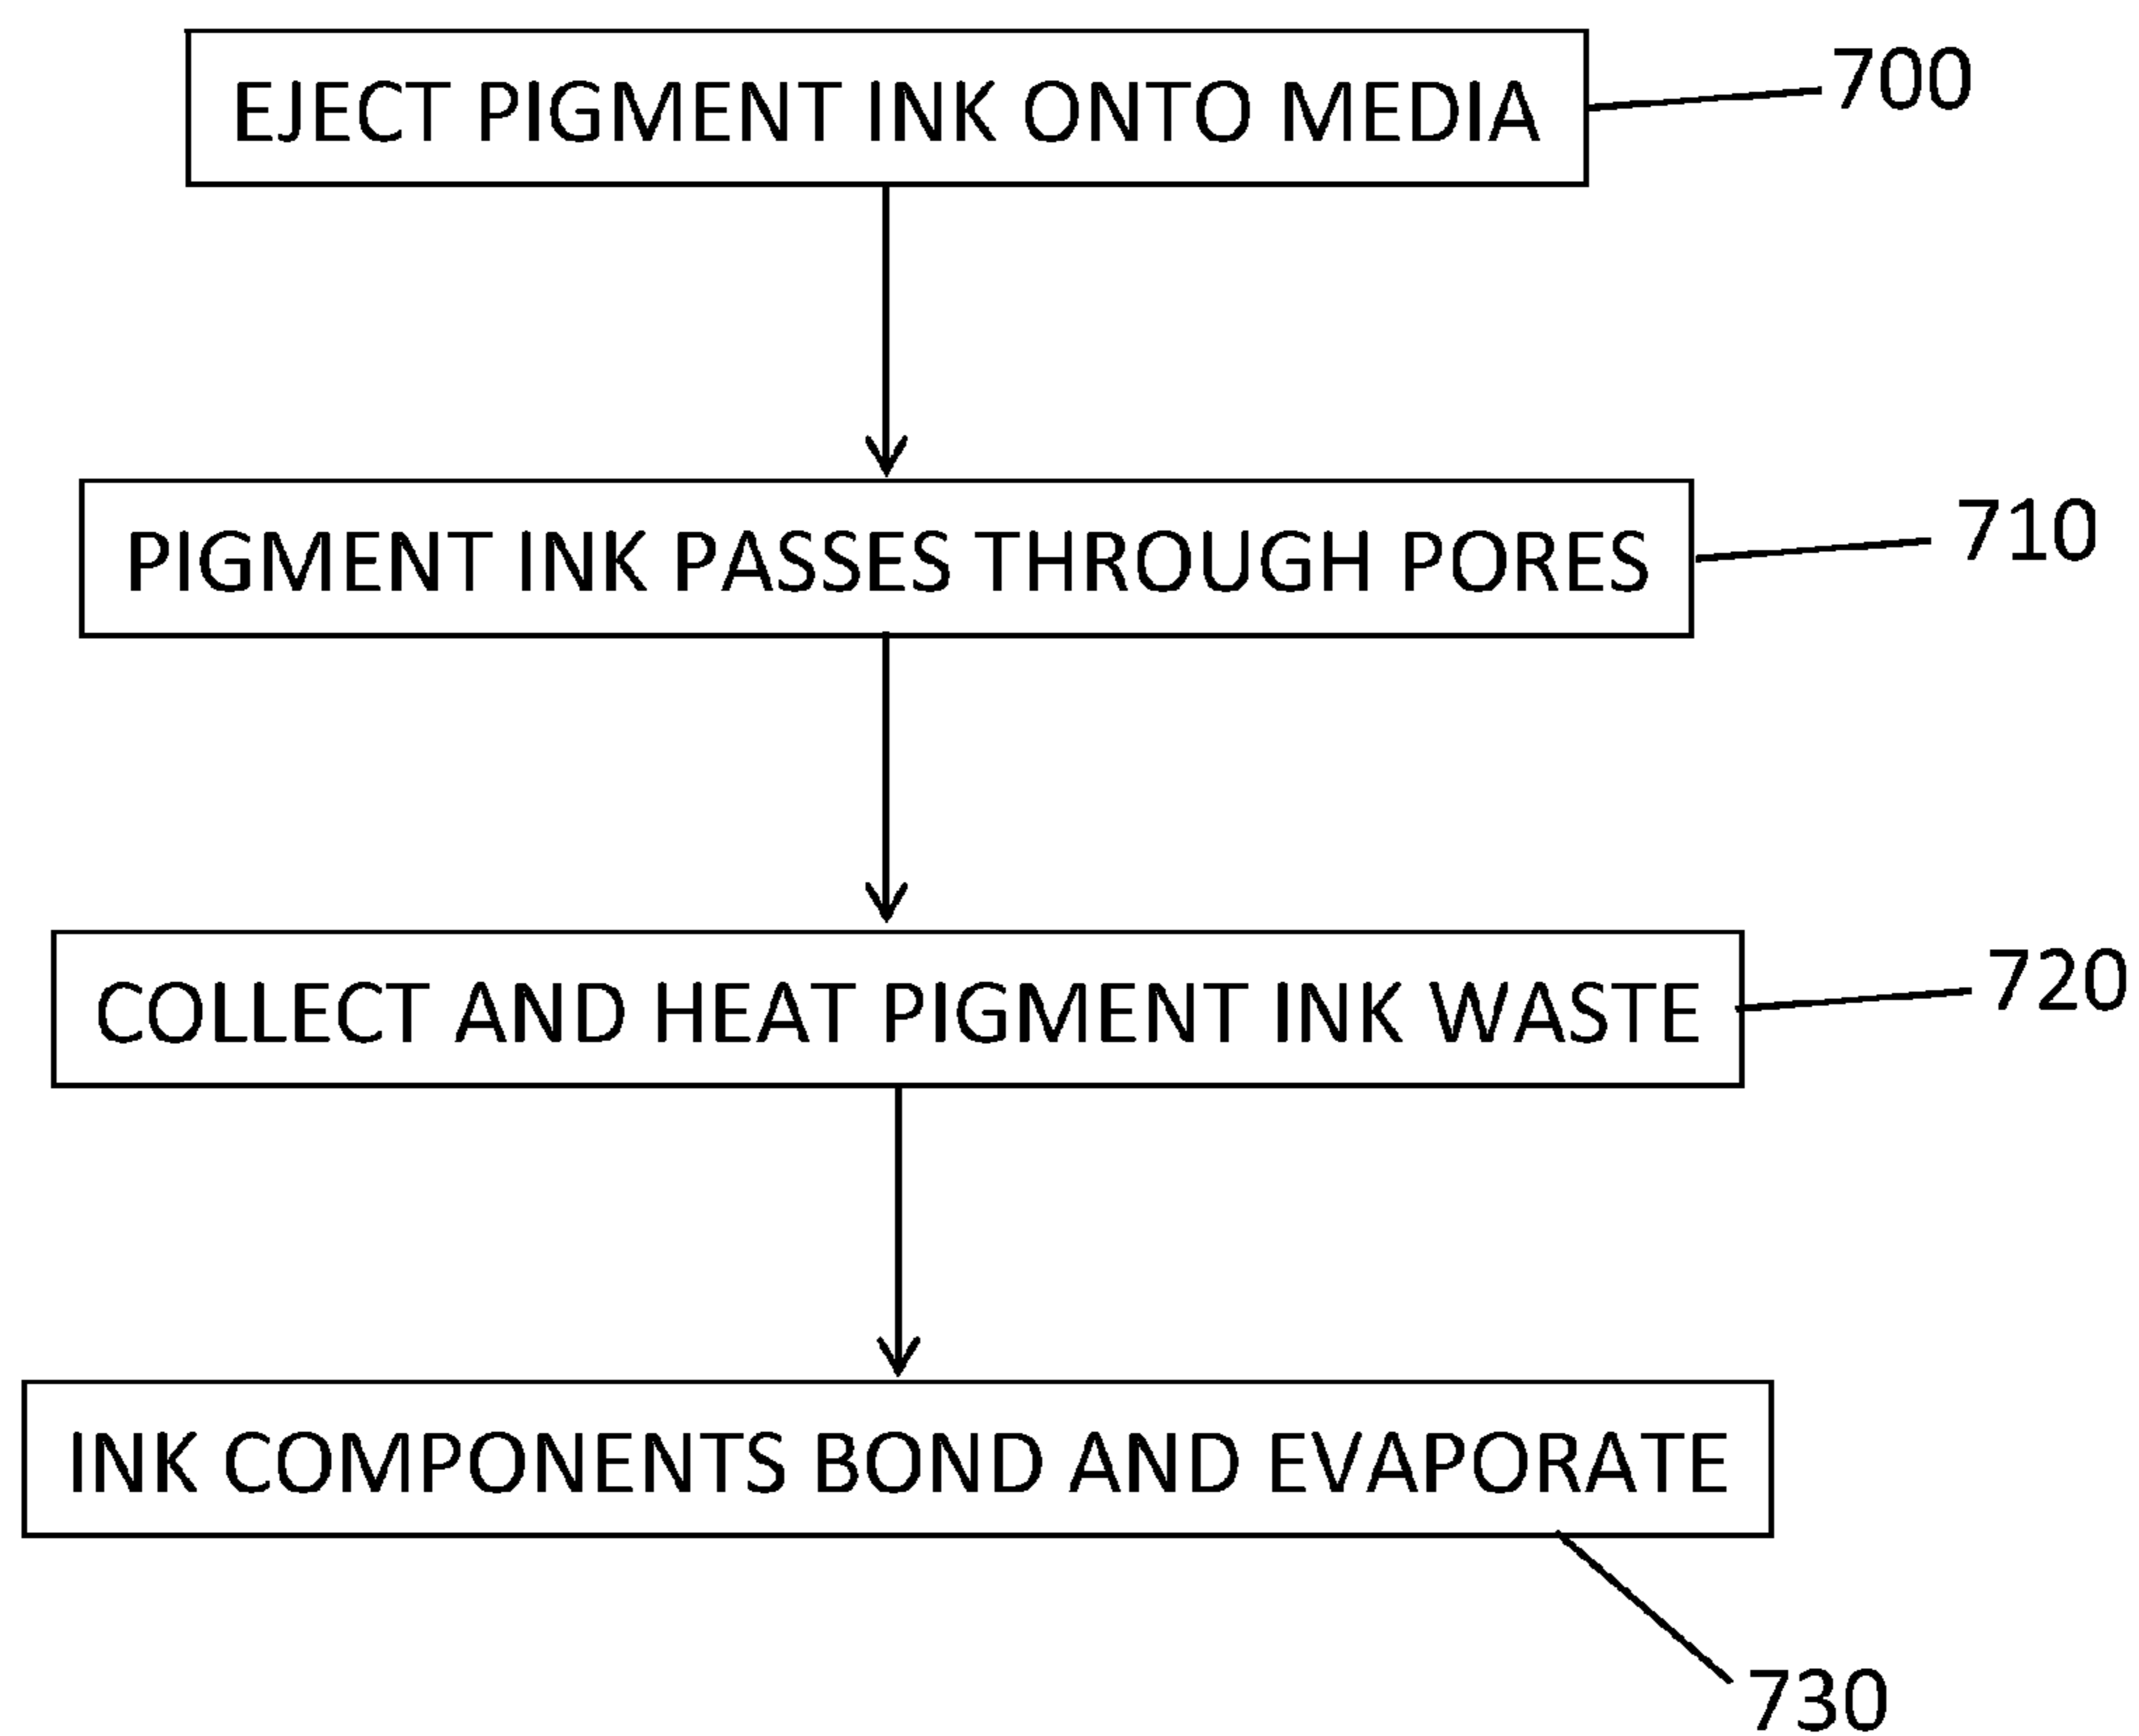 EJECT PIGMENT INK ONTO MEDIA
700
PIGMENT INK PASSES THROUGH PORES
710
COLLECT AND HEAT PIGMENT INK WASTE
720
INK COMPONENTS BOND AND EVAPORATE
730